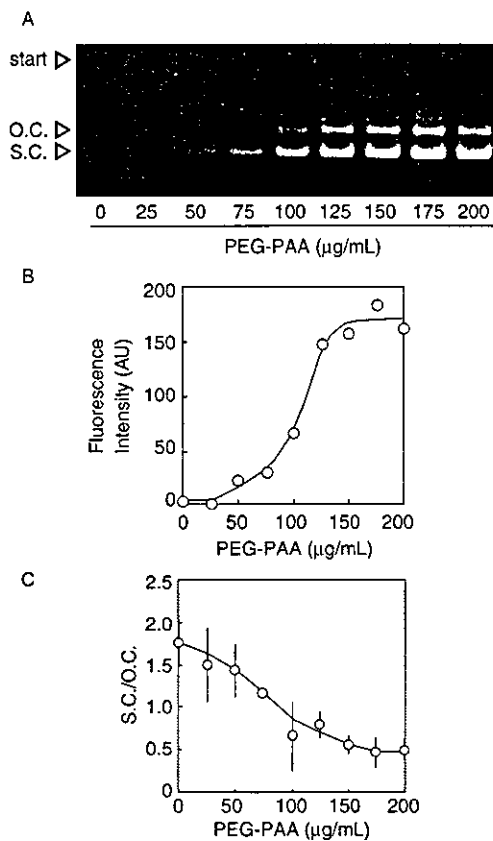 A
start ▷
O.C. ▷
S.C. ▷
0 25 50 75 100 125 150 175 200
PEG-PAA (μg/mL)
B
Fluorescence
Intensity (AU)
200
150
100
50
0
0 50 100 150 200
PEG-PAA (μg/mL)
C
S.C./O.C.
2.5
2.0
1.5
1.0
0.5
0
0 50 100 150 200
PEG-PAA (μg/mL)